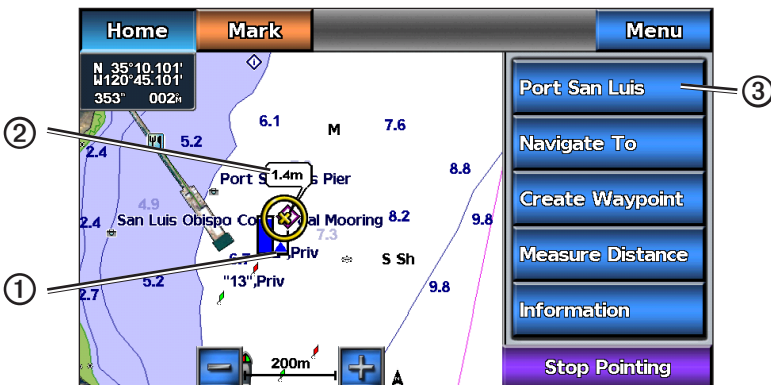 Home
Mark
Menu
N 35°10.101'
W120°45.101'
353°
Port San Luis
3
6.1
M
7.6
2
5.2
2.4
Navigate To
1.4m
8.8
Port S
s Pier
4.9
Create Waypoint
2.4
San Luis Obispo Co
al Mooring
8.2
9.8
7.3
Measure Distance
Priv
S Sh
1
5.2
"13",Priv
9.8
2.7
Information
200m
Stop Pointing